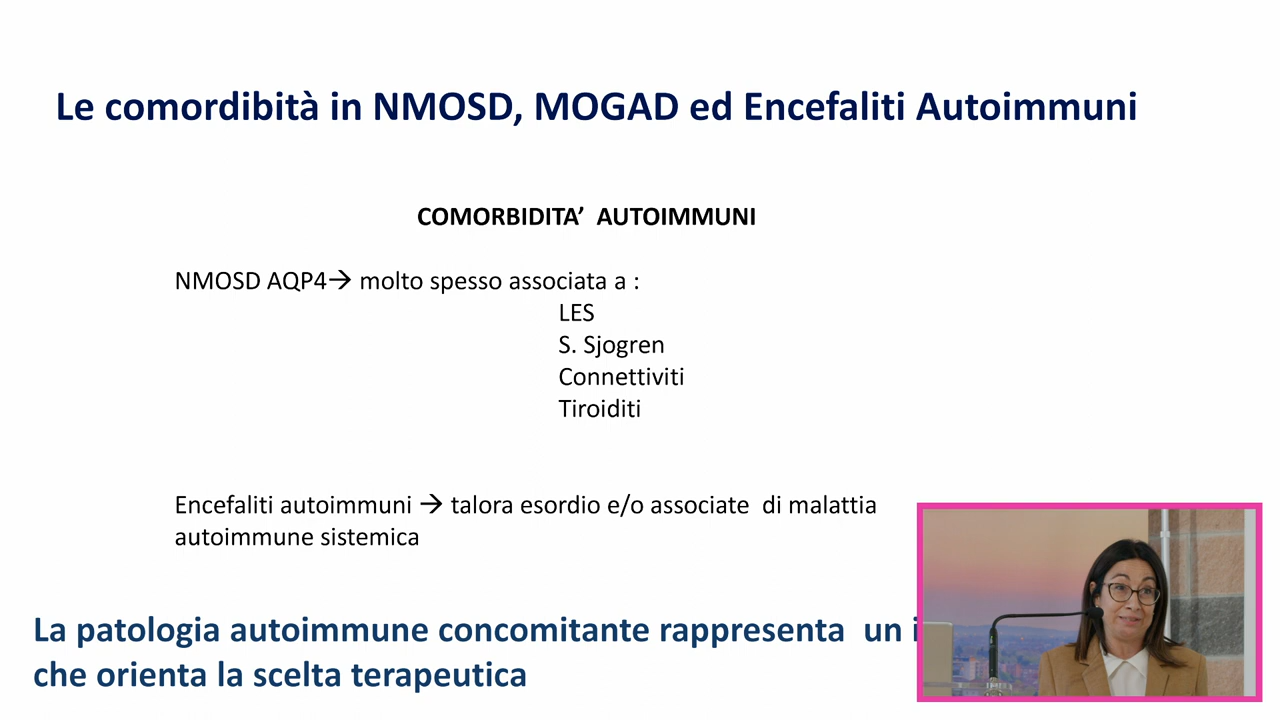 Le comordibità in NMOSD, MOGAD ed Encefaliti Autoimmuni
COMORBIDITA’ AUTOIMMUNI
NMOSD AQP4→ molto spesso associata a :
LES
S. Sjogren
Connettiviti
Tiroiditi
Encefaliti autoimmuni → talora esordio e/o associate di malattia
autoimmune sistemica
La patologia autoimmune concomitante rappresenta un
che orienta la scelta terapeutica